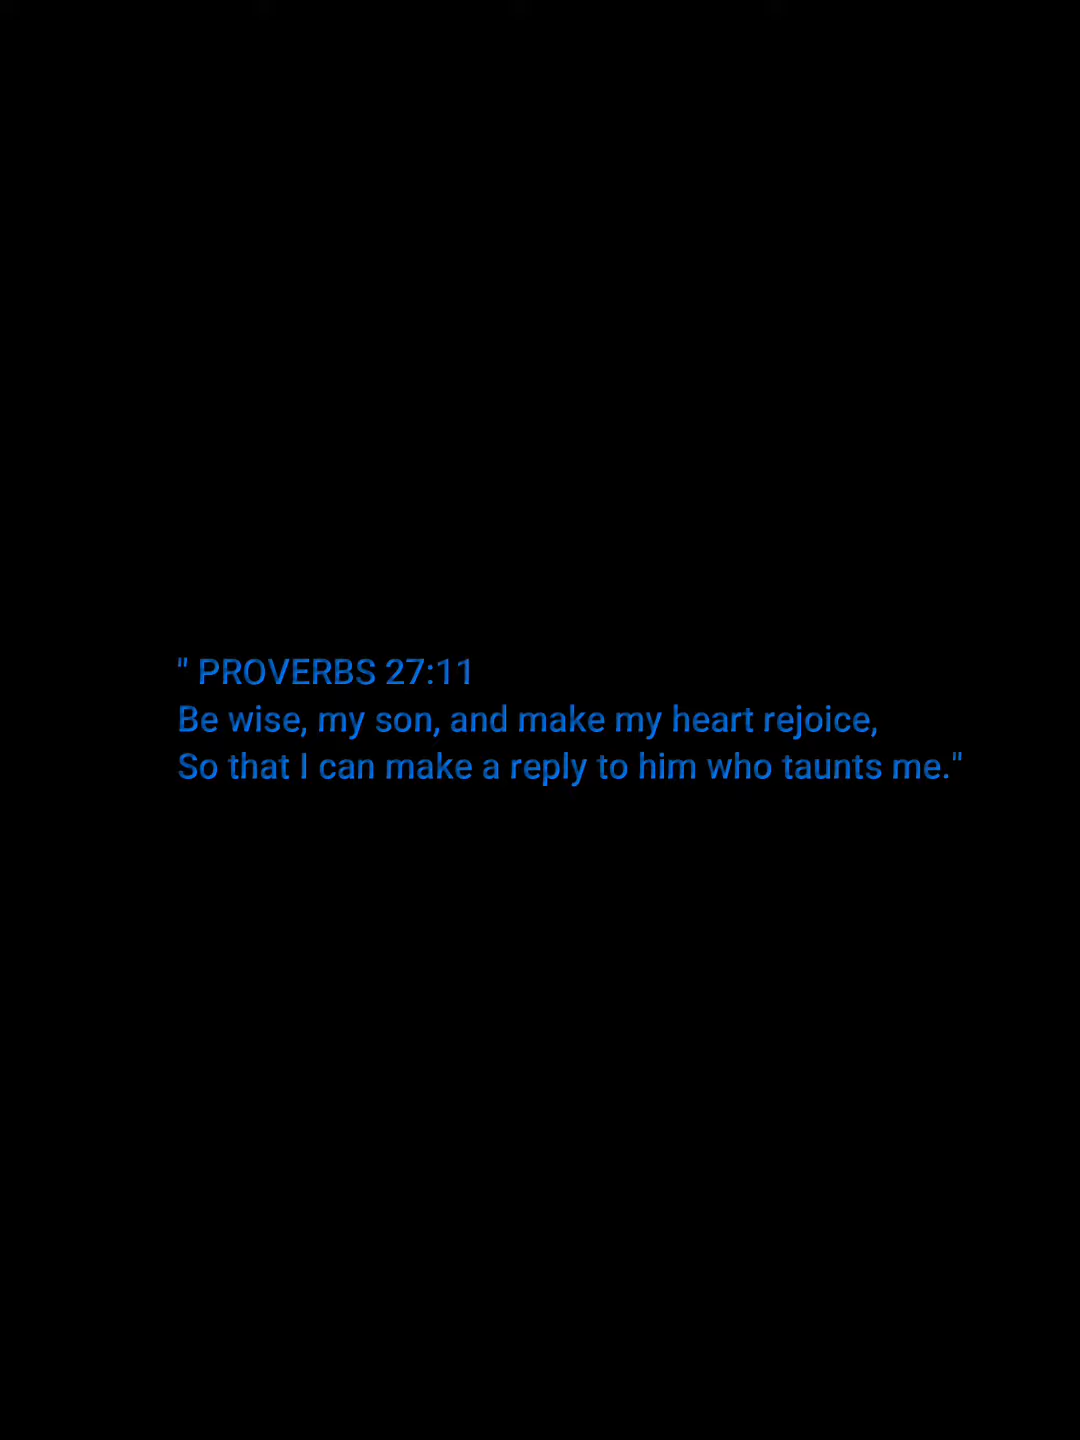 " PROVERBS 27:11
Be wise, my son, and make my heart rejoice,
So that I can make a reply to him who taunts me."